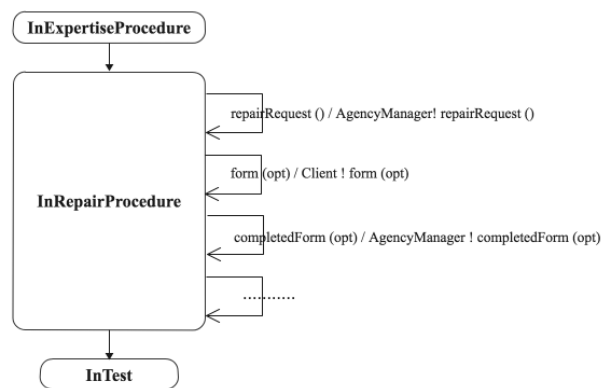 InExpertiseProcedure
repairRequest () / AgencyManager! repairRequest ()
form (opt) / Client ! form (opt)
InRepairProcedure
completedForm (opt) / AgencyManager ! completedForm (opt)
...........
InTest